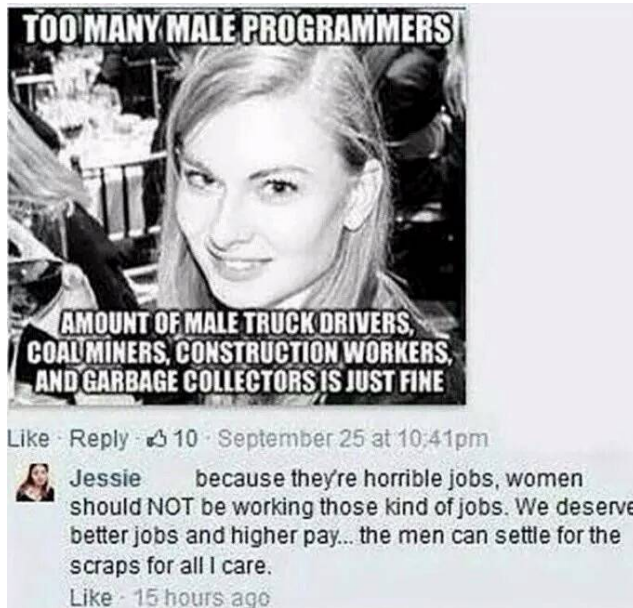 TOO MANY MALE PROGRAMMERS
AMOUNT OF MALE TRUCK DRIVERS,
COAL MINERS, CONSTRUCTION WORKERS,
AND GARBAGE COLLECTORS IS JUST FINE
Like · Reply · 10 · September 25 at 10:41pm
Jessie because they're horrible jobs, women
should NOT be working those kind of jobs. We deserve
better jobs and higher pay... the men can settle for the
scraps for all I care.
Like · 15 hours ago